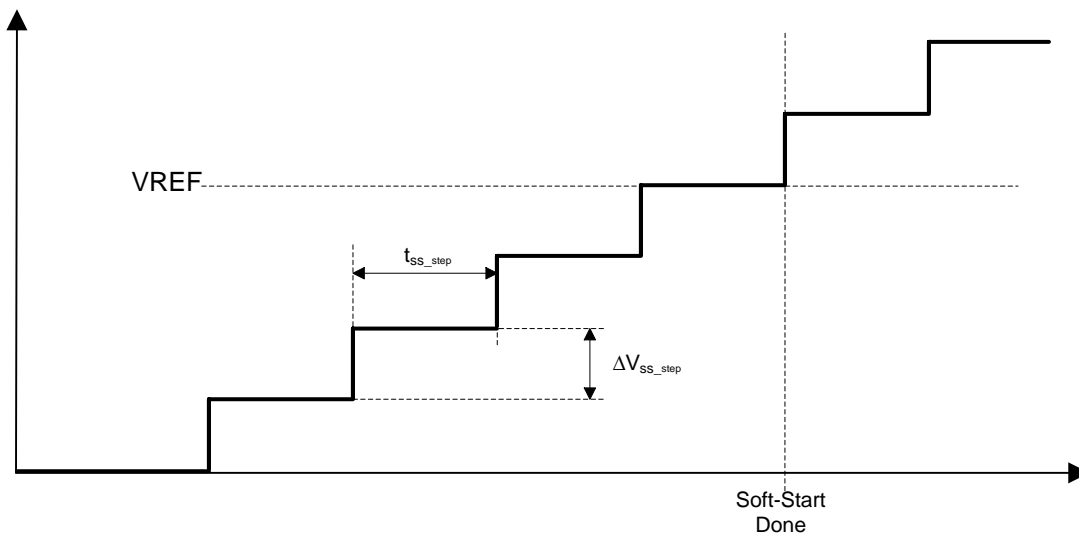 VREF
tss_step
ΔVss_step
Soft-Start
Done